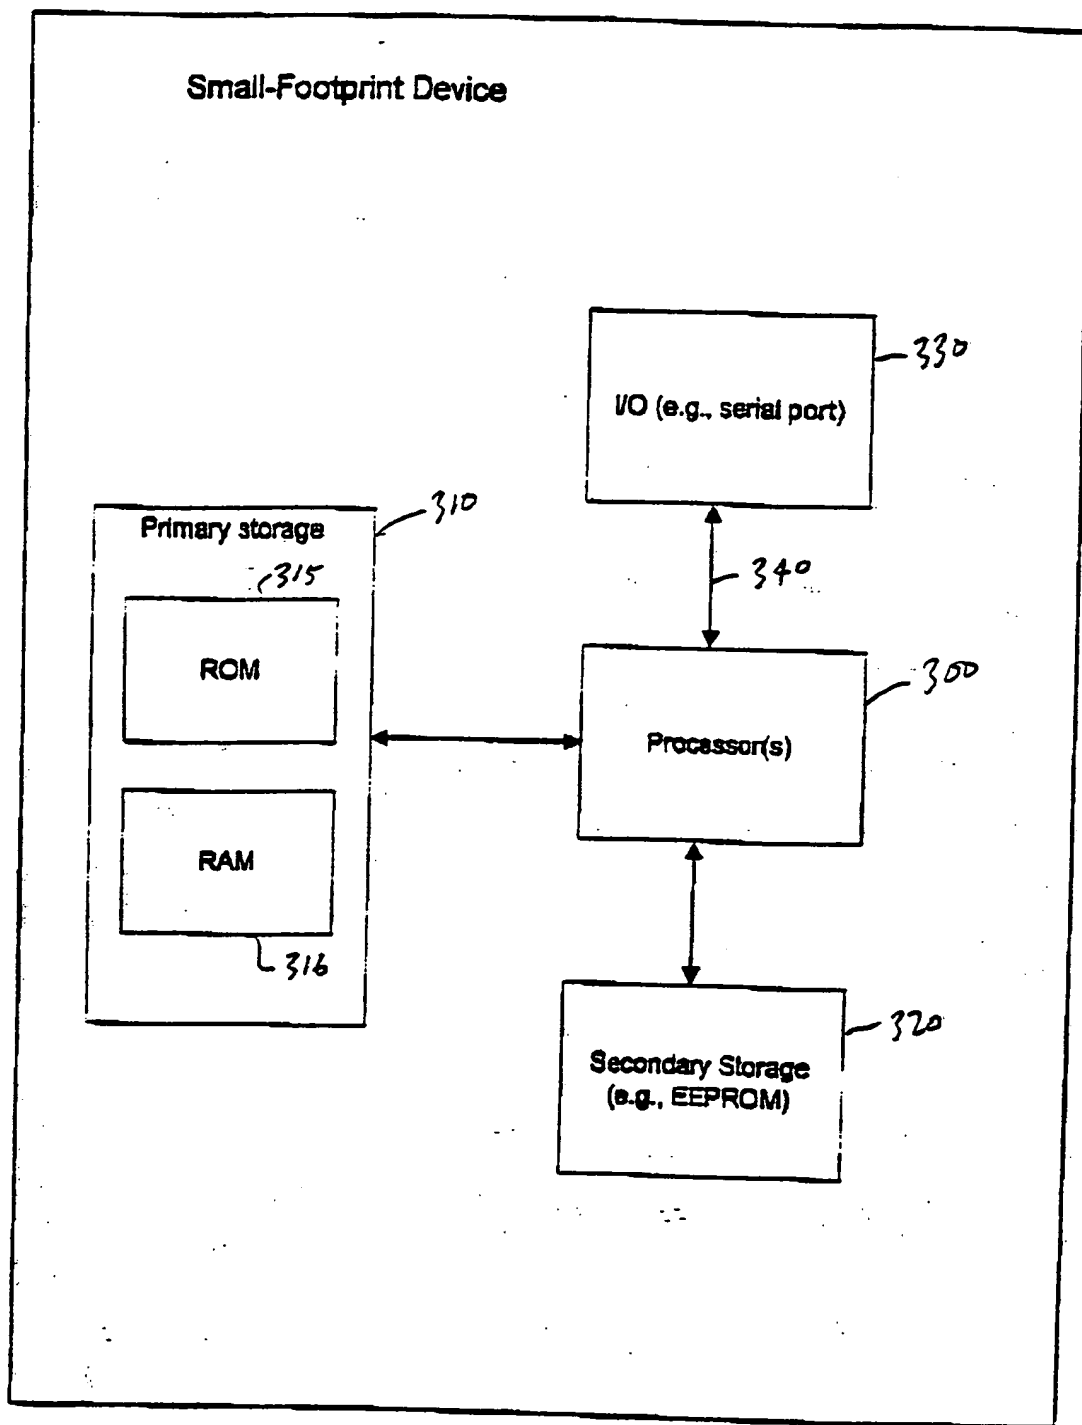 Small-Footprint Device
330
I/O (e.g., serial port)
310
Primary storage
315
340
ROM
300
Processor(s)
RAM
316
320
Secondary Storage
(e.g., EEPROM)